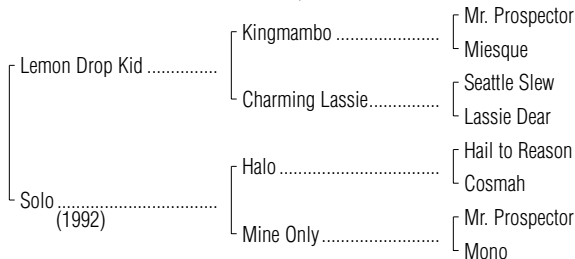 Mr. Prospector
Kingmambo ..................
Miesque
Lemon Drop Kid ..............
Seattle Slew
Charming Lassie................
Lassie Dear
Hail to Reason
Halo ................................
Cosmah
Solo ................................
(1992)
Mr. Prospector
Mine Only .......................
Mono